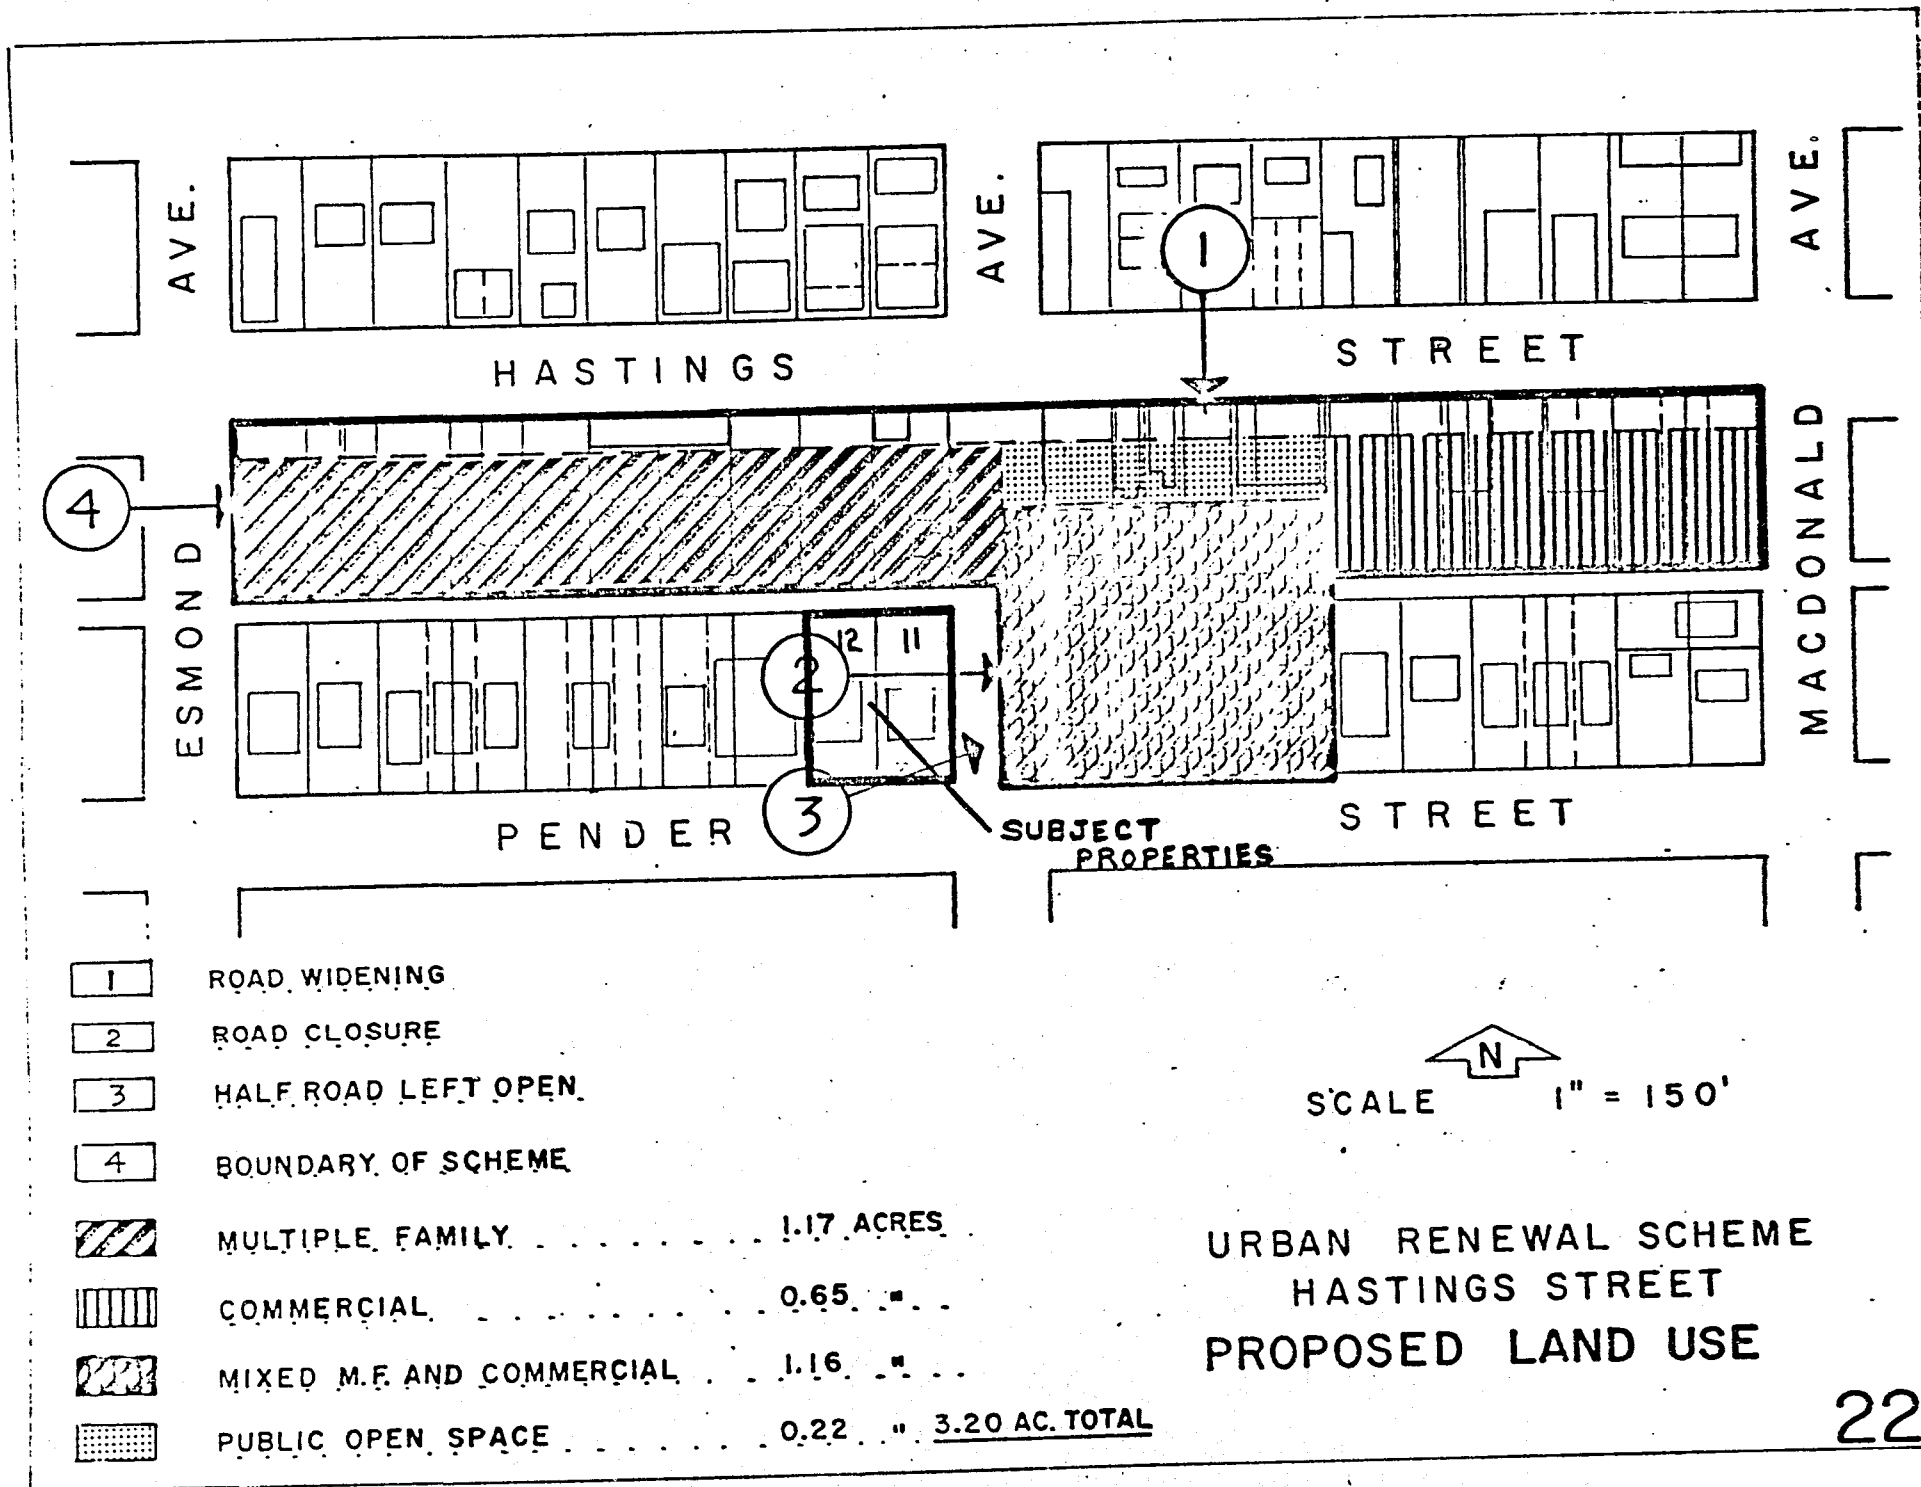 AVE.
AVE.
AVE.
1
HASTINGS STREET
4
ESMOND
MACDONALD
12 11
2
3
PENDER STREET
SUBJECT
PROPERTIES
1 ROAD WIDENING
2 ROAD CLOSURE
3 HALF ROAD LEFT OPEN
4 BOUNDARY OF SCHEME
MULTIPLE FAMILY . . . . . . . . 1.17 ACRES
COMMERCIAL . . . . . . . . 0.65 "
MIXED M.F. AND COMMERCIAL . . 1.16 "
PUBLIC OPEN SPACE . . . . . . . 0.22 " 3.20 AC. TOTAL
N
SCALE 1" = 150'
URBAN RENEWAL SCHEME
HASTINGS STREET
PROPOSED LAND USE
22